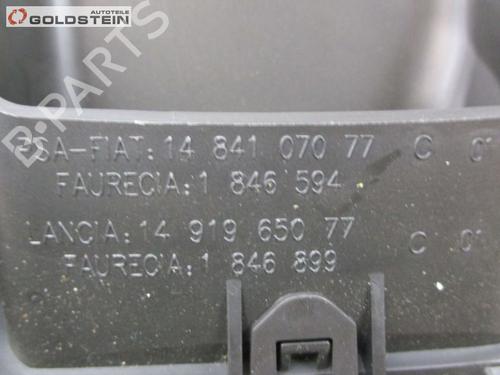 AUTOTEILE
GOLDSTEIN
B-PARTS
PSA-FIAT: 14 841 070 77 C 01
FAURECIA: 1 846 594
LANCIA: 14 919 650 77 C 01
FAURECIA: 1 846 899